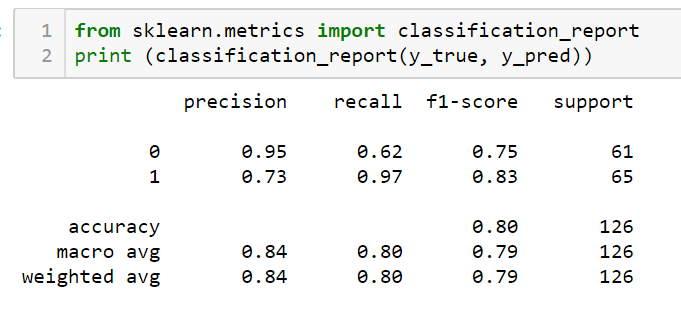 1 from sklearn.metrics import classification_report
2 print (classification_report(y_true, y_pred))
precision recall f1-score support
0 0.95 0.62 0.75 61
1 0.73 0.97 0.83 65
accuracy 0.80 126
macro avg 0.84 0.80 0.79 126
weighted avg 0.84 0.80 0.79 126